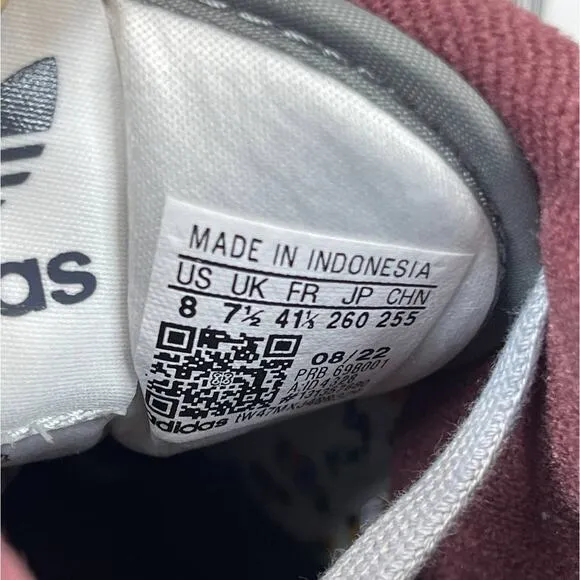 adidas
MADE IN INDONESIA
US UK FR JP CHN
8 7½ 41⅓ 260 255
08/22
PRB 698001
adidas